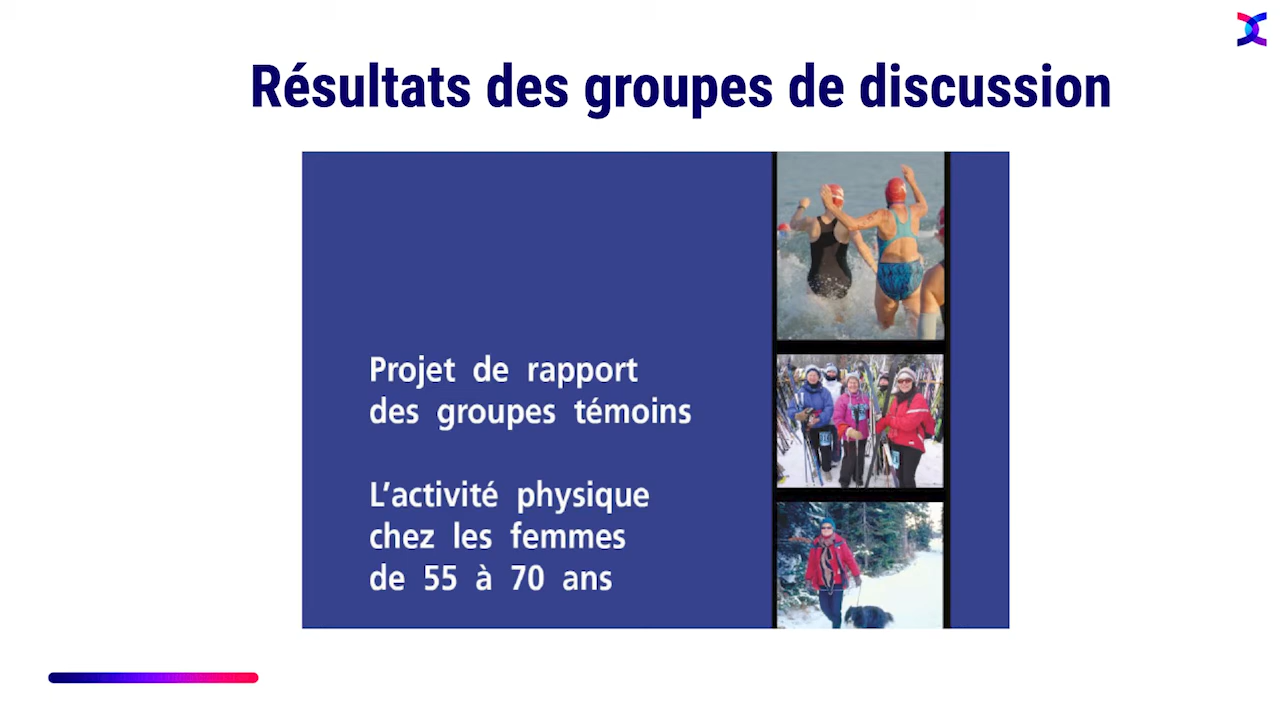 Résultats des groupes de discussion
Projet de rapport
des groupes témoins
L'activité physique
chez les femmes
de 55 à 70 ans